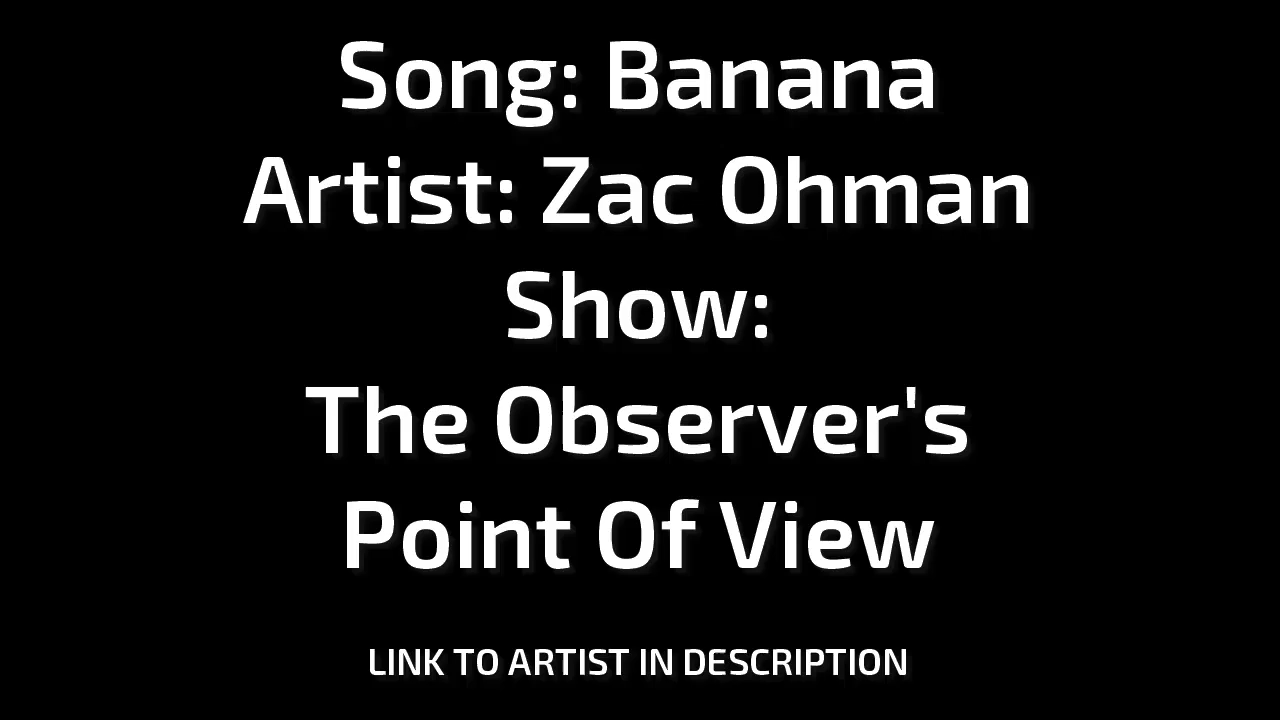 Song: Banana
Artist: Zac Ohman
Show:
The Observer's
Point Of View
LINK TO ARTIST IN DESCRIPTION